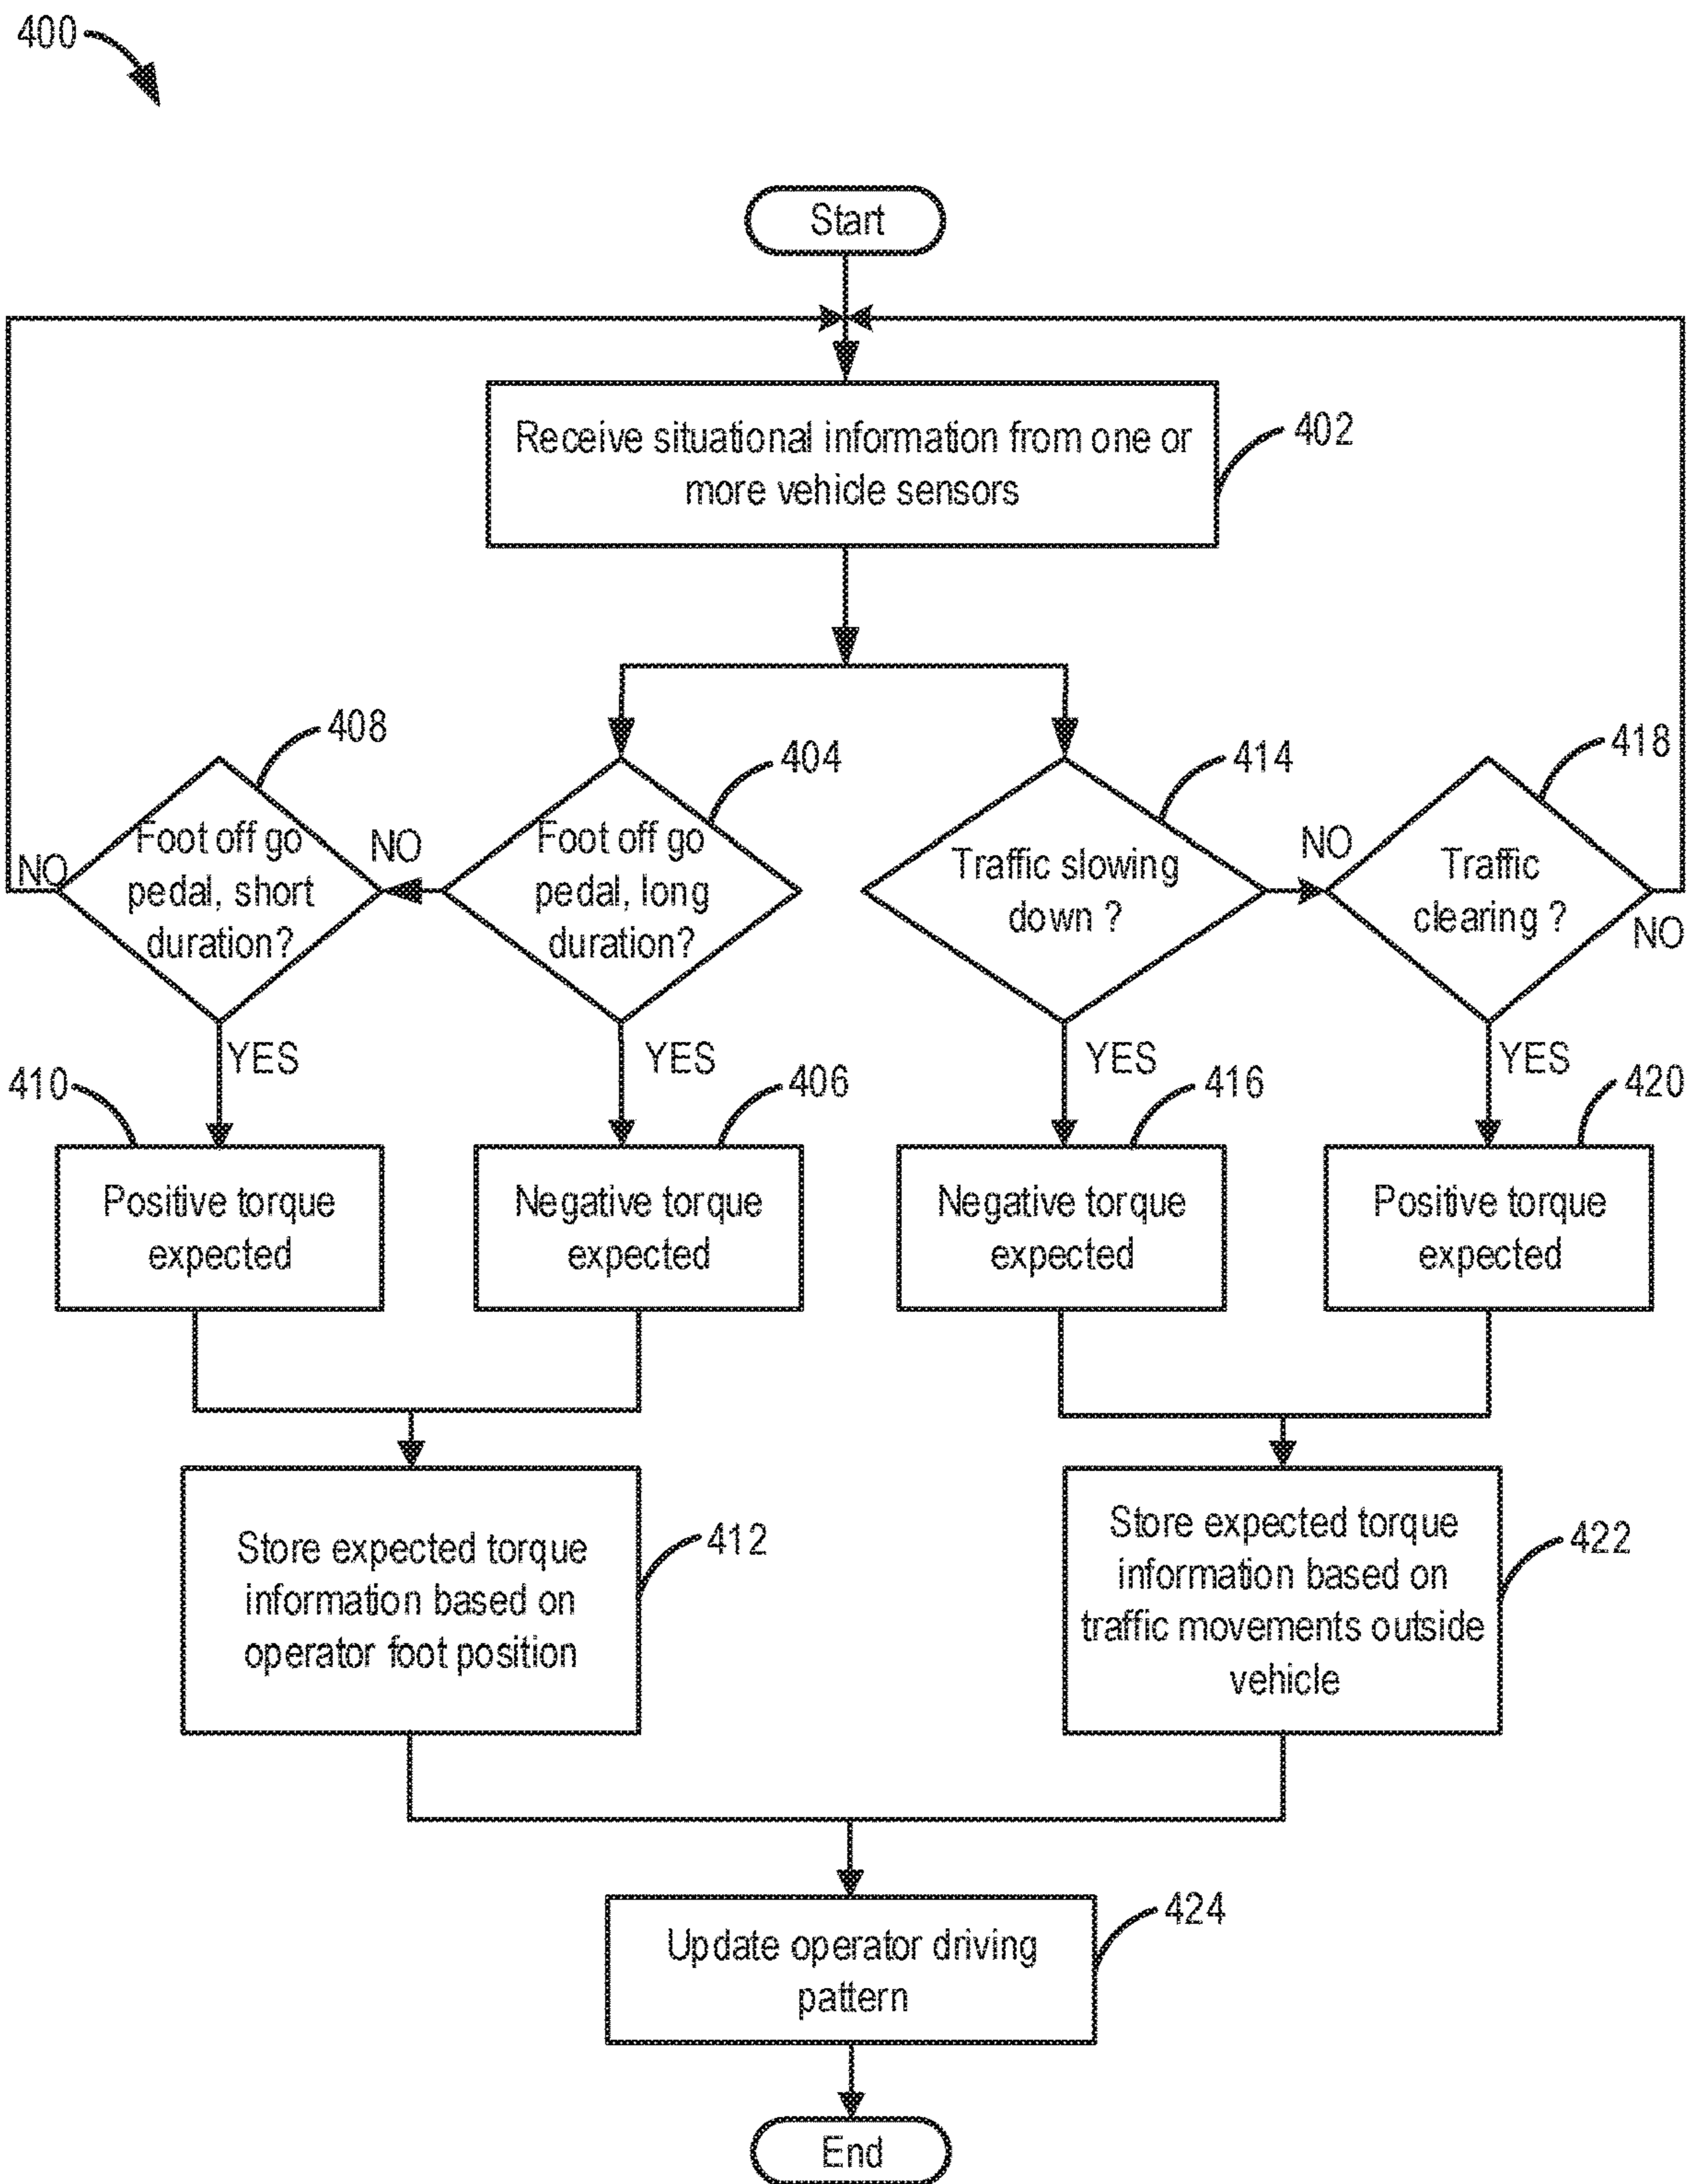 400
Start
Receive situational information from one or
more vehicle sensors
402
408
404
414
418
Foot off go
pedal, short
duration?
NO
NO
Foot off go
pedal, long
duration?
Traffic slowing
down ?
NO
Traffic
clearing ?
NO
YES
YES
YES
YES
410
406
416
420
Positive torque
expected
Negative torque
expected
Negative torque
expected
Positive torque
expected
Store expected torque
information based on
operator foot position
412
Store expected torque
information based on
traffic movements outside
vehicle
422
Update operator driving
pattern
424
End